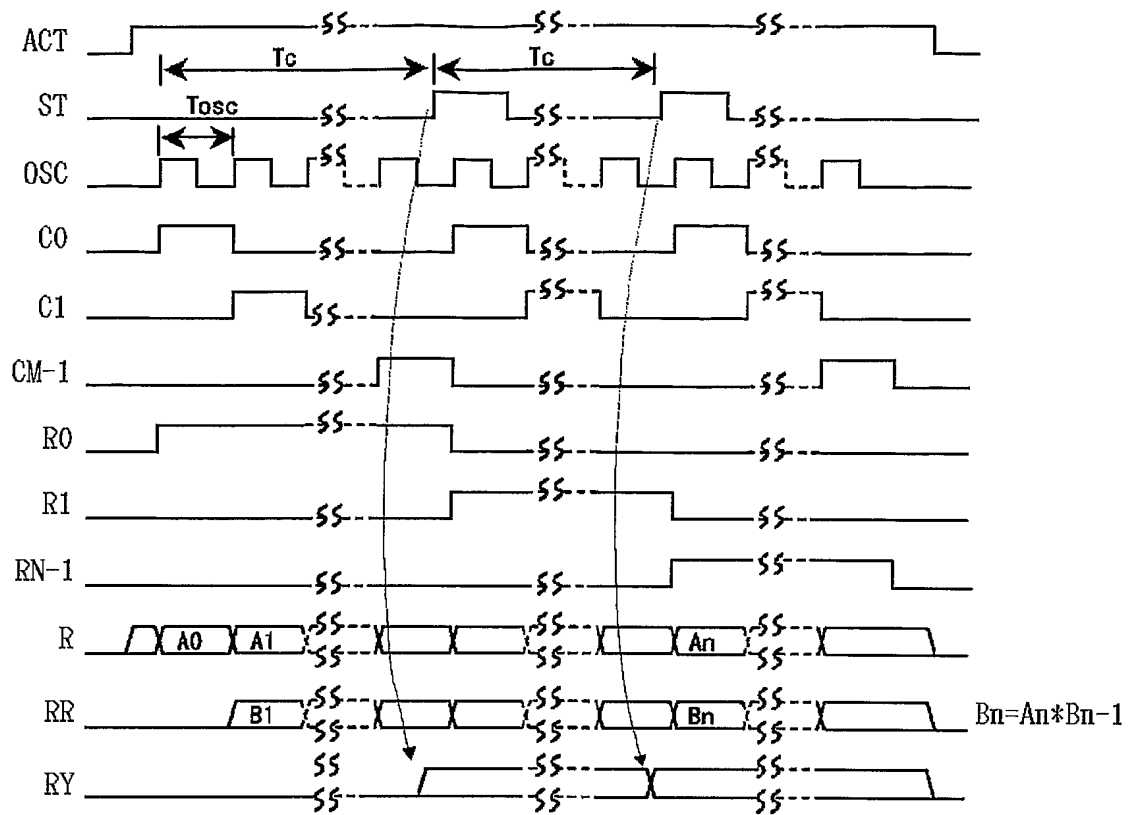 ACT
Tc
Tc
ST
Tosc
OSC
C0
C1
CM-1
R0
R1
RN-1
R
A0
A1
An
RR
B1
Bn
Bn=An*Bn-1
RY